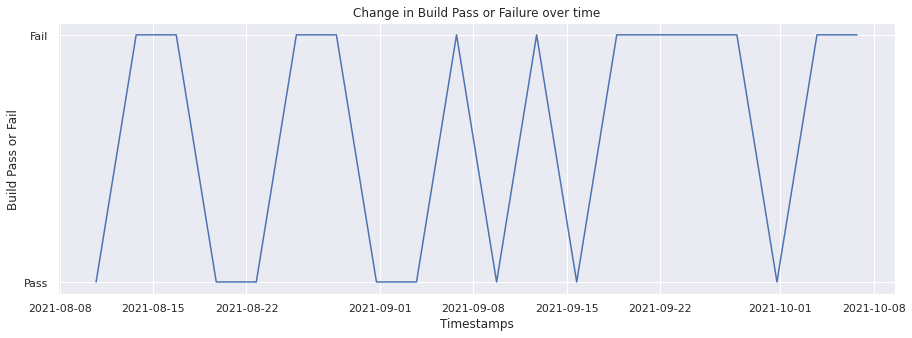 Change in Build Pass or Failure over time
Fail
Build Pass or Fail
Pass
2021-08-08 2021-08-15 2021-08-22 2021-09-01 2021-09-08 2021-09-15 2021-09-22 2021-10-01 2021-10-08
Timestamps